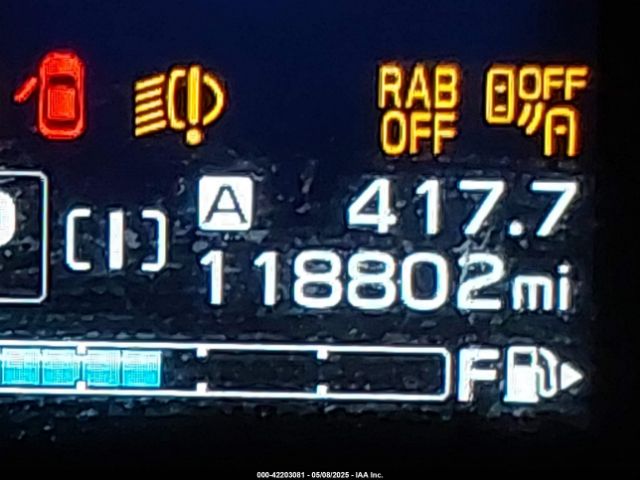 RAB OFF
OFF
A 417.7
118802mi
F
000-42203081 - 05/08/2025 - IAA Inc.